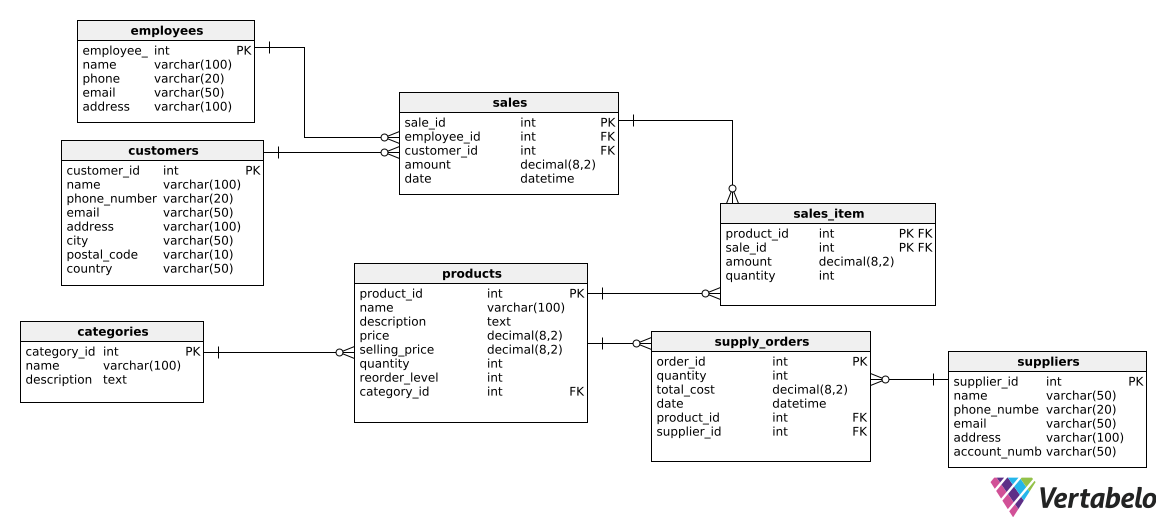 employees
employee_ int PK
name varchar(100)
phone varchar(20)
email varchar(50)
address varchar(100)
sales
sale_id int PK
employee_id int FK
customer_id int FK
amount decimal(8,2)
date datetime
customers
customer_id int PK
name varchar(100)
phone_number varchar(20)
email varchar(50)
address varchar(100)
city varchar(50)
postal_code varchar(10)
country varchar(50)
sales_item
product_id int PK FK
sale_id int PK FK
amount decimal(8,2)
quantity int
products
product_id int PK
name varchar(100)
description text
price decimal(8,2)
selling_price decimal(8,2)
quantity int
reorder_level int
category_id int FK
categories
category_id int PK
name varchar(100)
description text
supply_orders
order_id int PK
quantity int
total_cost decimal(8,2)
date datetime
product_id int FK
supplier_id int FK
suppliers
supplier_id int PK
name varchar(50)
phone_numbe varchar(20)
email varchar(50)
address varchar(100)
account_numb varchar(50)
Vertabelo